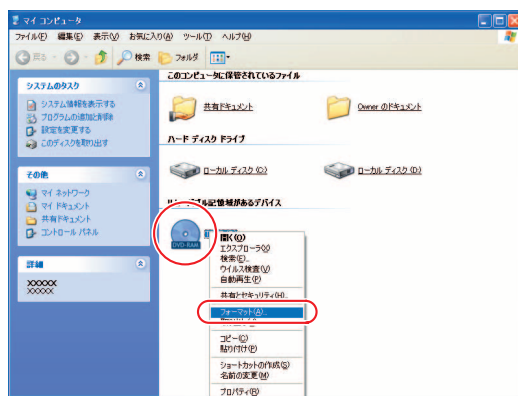 マイ コンピュータ
ファイル(F) 編集(E) 表示(V) お気に入り(A) ツール(T) ヘルプ(H)
戻る 検索 フォルダ
システムのタスク
システム情報を表示する
プログラムの追加と削除
設定を変更する
このディスクを取り出す
その他
マイ ネットワーク
マイ ドキュメント
共有ドキュメント
コントロール パネル
詳細
XXXXX
XXXXX
このコンピュータに保管されているファイル
共有ドキュメント
Owner のドキュメント
ハード ディスク ドライブ
ローカル ディスク (C:)
ローカル ディスク (D:)
リムーバブル記憶域があるデバイス
DVD-RAM
開く(O)
エクスプローラ(X)
検索(E)...
ウイルス検査(V)
自動再生(P)
共有とセキュリティ(H)...
フォーマット(A)...
コピー(C)
貼り付け(P)
ショートカットの作成(S)
名前の変更(M)
プロパティ(R)